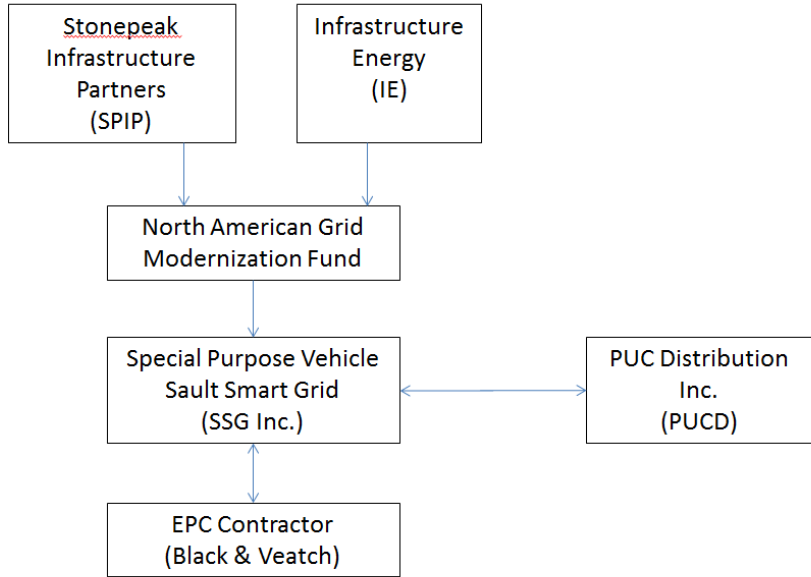 Stonepeak
Infrastructure
Partners
(SPIP)
Infrastructure
Energy
(IE)
North American Grid
Modernization Fund
Special Purpose Vehicle
Sault Smart Grid
(SSG Inc.)
PUC Distribution
Inc.
(PUCD)
EPC Contractor
(Black & Veatch)